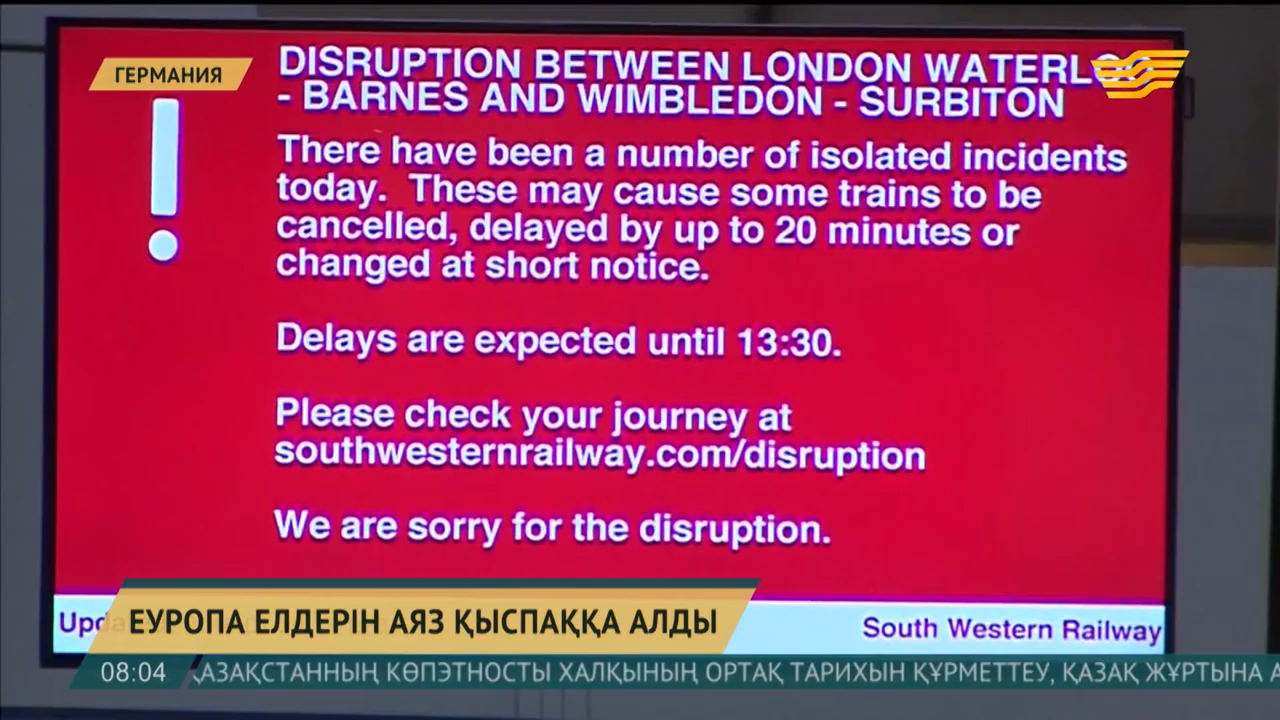 ГЕРМАНИЯ
DISRUPTION BETWEEN LONDON
- BARNES AND WIMBLEDON - SURBITON
There have been a number of isolated incidents
today. These may cause some trains to be
cancelled, delayed by up to 20 minutes or
changed at short notice.
Delays are expected until 13:30.
Please check your journey at
southwesternrailway.com/disruption
We are sorry for the disruption.
ЕУРОПА ЕЛДЕРІН АЯЗ ҚЫСПАҚҚА АЛДЫ
South Western Railway
08:04 ҚАЗАҚСТАННЫҢ КӨПЭТНОСТЫ ХАЛҚЫНЫҢ ОРТАҚ ТАРИХЫН ҚҰРМЕТТЕУ, ҚАЗАҚ ЖҰРТЫНА